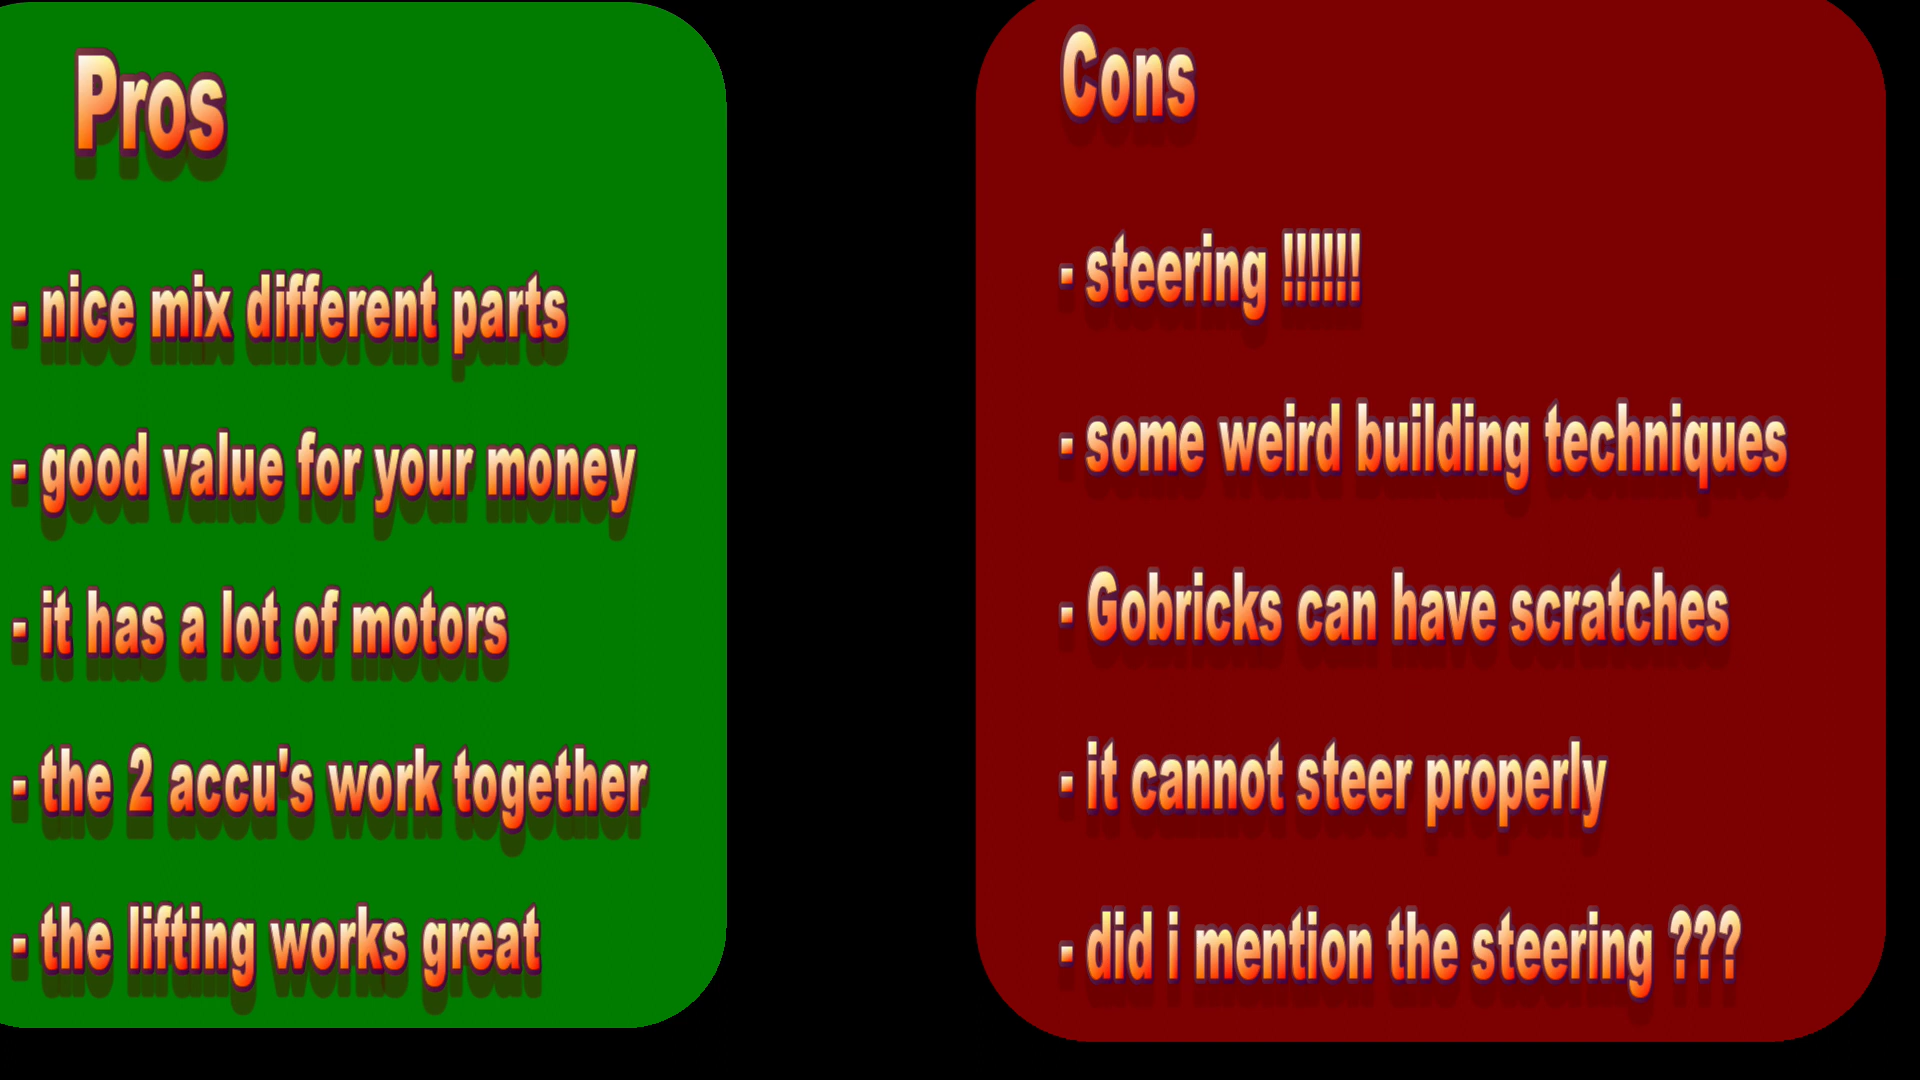 Pros
- nice mix different parts
- good value for your money
- it has a lot of motors
- the 2 accu's work together
- the lifting works great
Cons
- steering !!!!!!
- some weird building techniques
- Gobricks can have scratches
- it cannot steer properly
- did i mention the steering ???